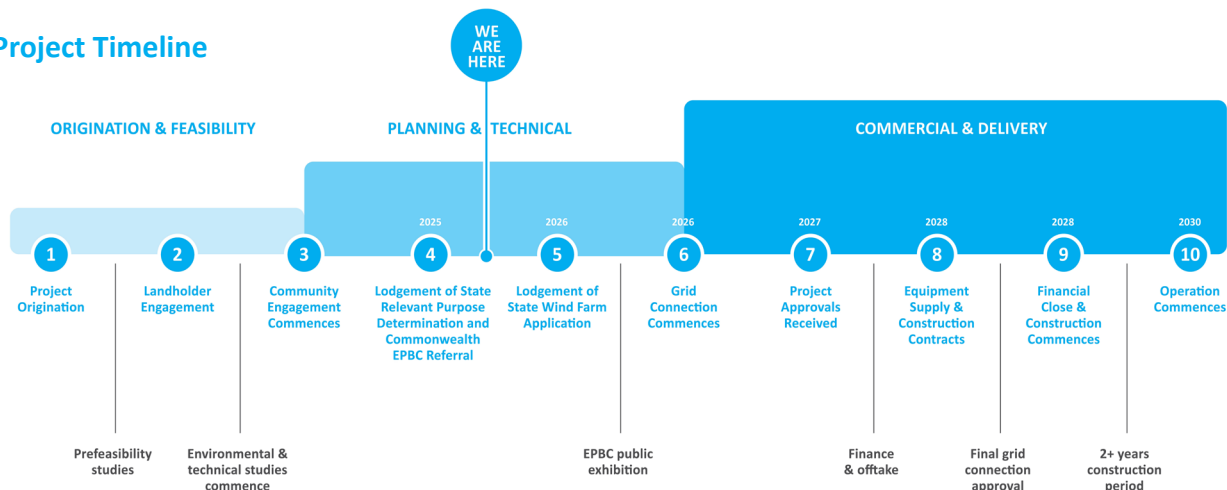 Project Timeline
WE
ARE
HERE
ORIGINATION & FEASIBILITY
PLANNING & TECHNICAL
COMMERCIAL & DELIVERY
2025
2026
2026
2027
2028
2028
2030
1
2
3
4
5
6
7
8
9
10
Project
Origination
Landholder
Engagement
Community
Engagement
Commences
Lodgement of State
Relevant Purpose
Determination and
Commonwealth
EPBC Referral
Lodgement of
State Wind Farm
Application
Grid
Connection
Commences
Project
Approvals
Received
Equipment
Supply &
Construction
Contracts
Financial
Close &
Construction
Commences
Operation
Commences
Prefeasibility
studies
Environmental &
technical studies
commence
EPBC public
exhibition
Finance
& offtake
Final grid
connection
approval
2+ years
construction
period